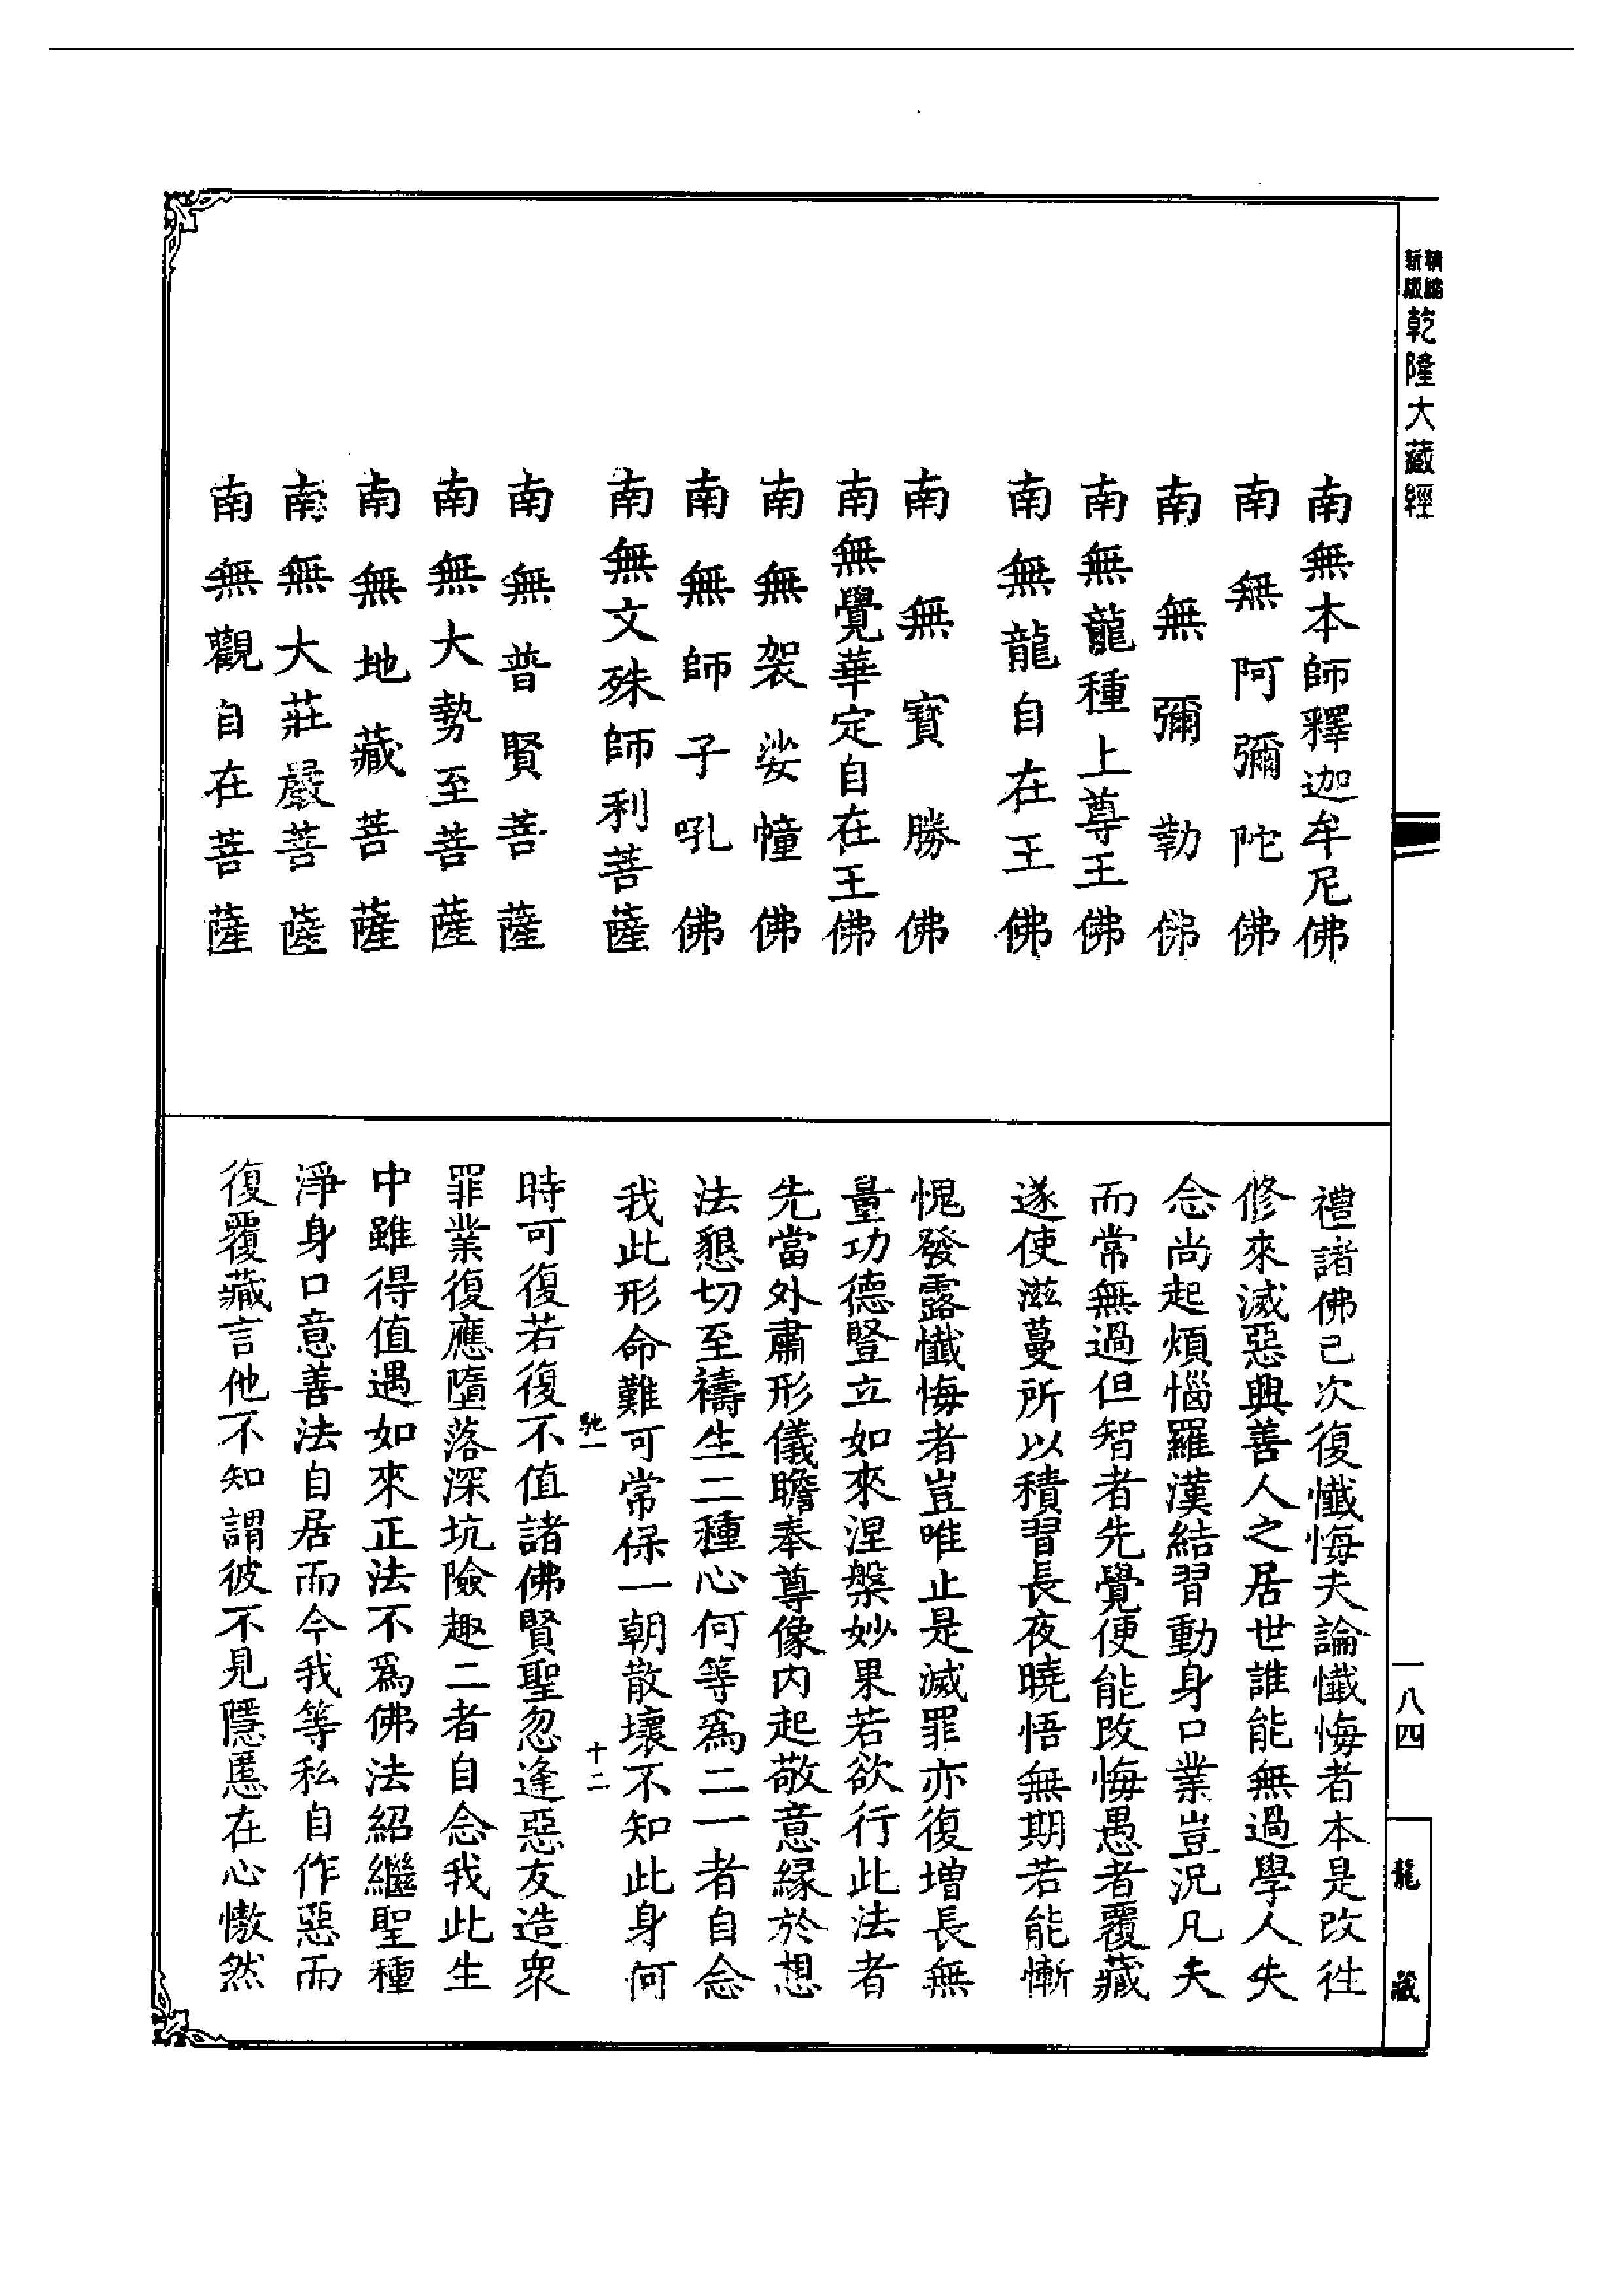 精縮新版乾隆大藏經
南無本師釋迦牟尼佛
南無阿彌陀佛
南無彌勒佛
南無龍種上尊王佛
南無龍自在王佛
南無寶勝佛
南無覺華定自在王佛
南無袈裟幢佛
南無師子吼佛
南無文殊師利菩薩
南無普賢菩薩
南無大勢至菩薩
南無地藏菩薩
南無大莊嚴菩薩
南無觀自在菩薩
禮諸佛已次復懺悔夫論懺悔者本是改往
修來滅惡興善人之居世誰能無過學人失
念尚起煩惱羅漢結習動身口業豈況凡夫
而常無過但智者先覺便能改悔愚者覆藏
遂使滋蔓所以積習長夜曉悟無期若能慚
愧發露懺悔者豈唯止是滅罪亦復增長無
量功德豎立如來涅槃妙果若欲行此法者
先當外肅形儀瞻奉尊像內起敬意緣於想
法懇切至禱生二種心何等為二一者自念
我此形命難可常保一朝散壞不知此身何
馳一
十二
時可復若復不值諸佛賢聖忽逢惡友造眾
罪業復應墮落深坑險趣二者自念我此生
中雖得值遇如來正法不為佛法紹繼聖種
淨身口意善法自居而今我等私自作惡而
復覆藏言他不知謂彼不見隱慝在心慠然
一八四
龍藏